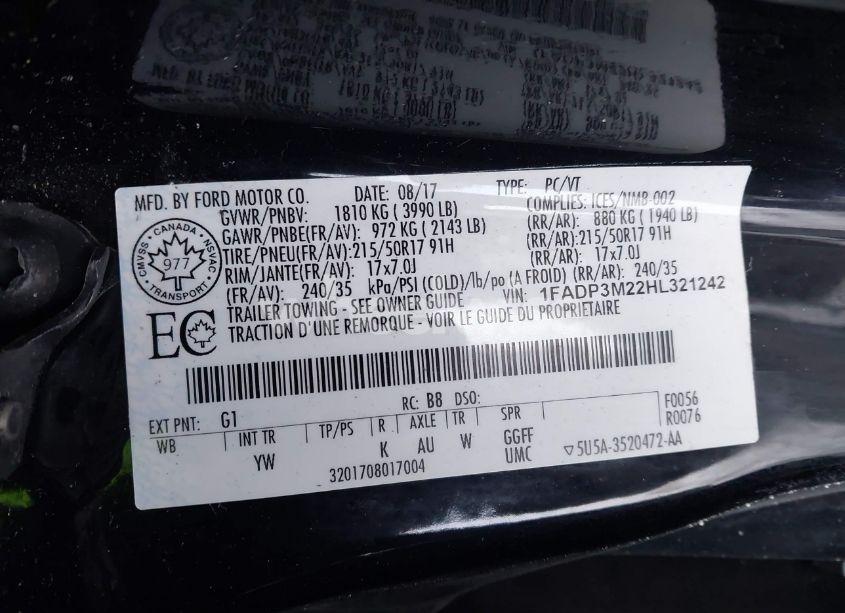 MFD. BY FORD MOTOR CO. DATE: 08/17 TYPE: PC/VT
GVWR/PNBV: 1810 KG ( 3990 LB) COMPLIES: ICES/NMB-002
GAWR/PNBE(FR/AV): 972 KG ( 2143 LB) (RR/AR): 880 KG ( 1940 LB)
TIRE/PNEU(FR/AV): 215/50R17 91H (RR/AR): 215/50R17 91H
RIM/JANTE(FR/AV): 17x7.0J (RR/AR): 17x7.0J
(FR/AV): 240/35 kPa/PSI (COLD)/lb/po (A FROID) (RR/AR): 240/35
TRAILER TOWING - SEE OWNER GUIDE VIN: 1FADP3M22HL321242
TRACTION D'UNE REMORQUE - VOIR LE GUIDE DU PROPRIETAIRE
CANADA
CMVSS NSVAC
977
TRANSPORT
EC
EXT PNT: G1 RC: B8 DSO: F0056
R0076
WB INT TR TP/PS R AXLE TR SPR
YW K AU W GGFF
UMC
3201708017004
▽5U5A-3520472-AA